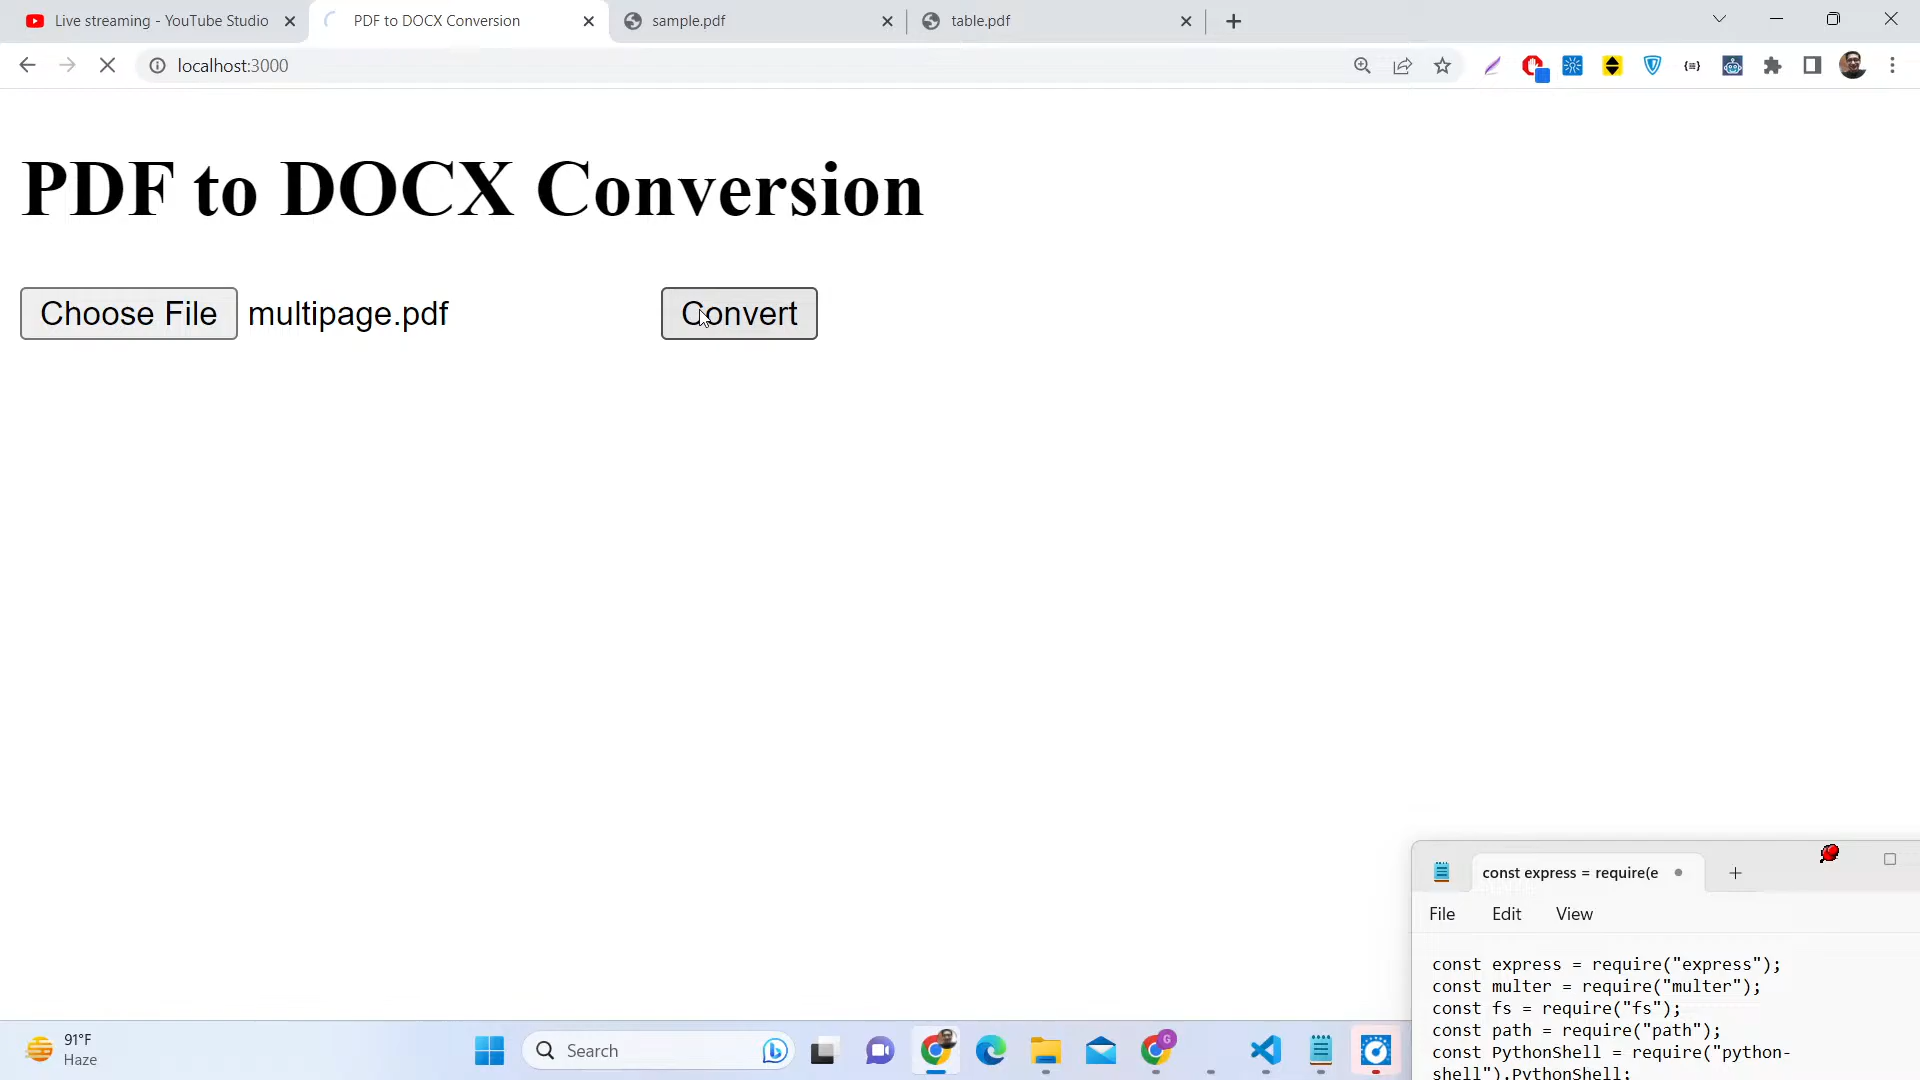 Live streaming - YouTube Studio
PDF to DOCX Conversion
sample.pdf
table.pdf
localhost:3000
PDF to DOCX Conversion
Choose File multipage.pdf Convert
const express = require(e
File Edit View
const express = require("express");
const multer = require("multer");
const fs = require("fs");
const path = require("path");
const PythonShell = require("python-
shell").PythonShell;
91°F
Haze
Search
G